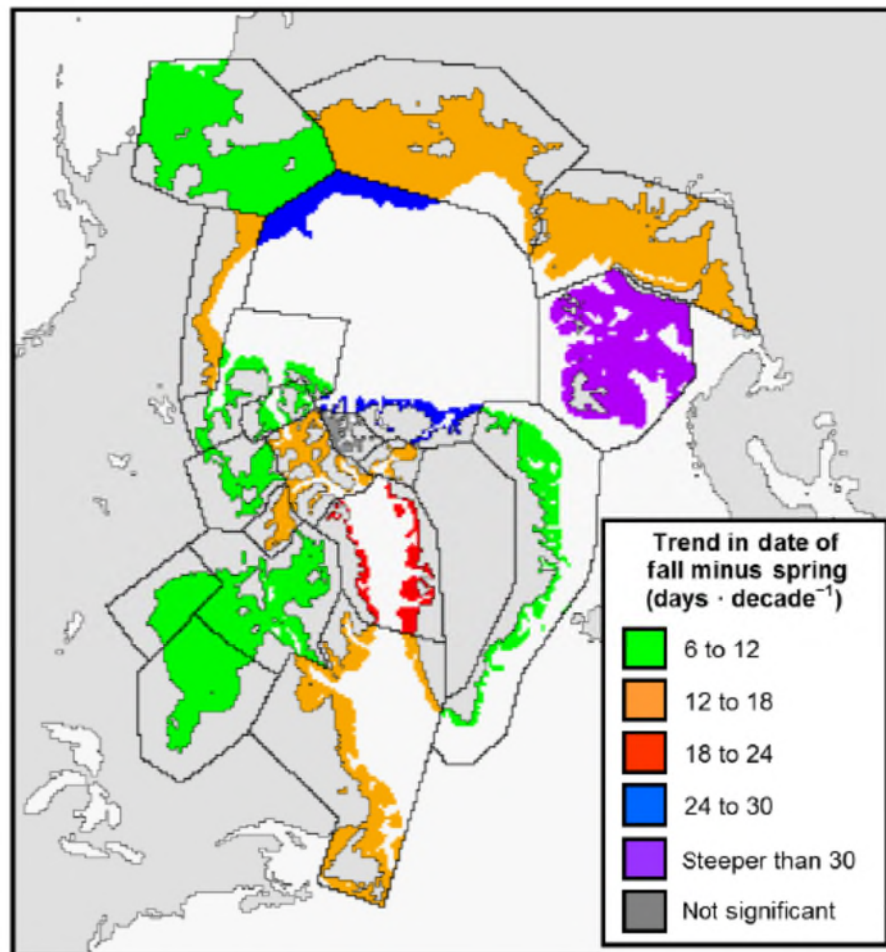 Trend in date of
fall minus spring
(days · decade⁻¹)
6 to 12
12 to 18
18 to 24
24 to 30
Steeper than 30
Not significant